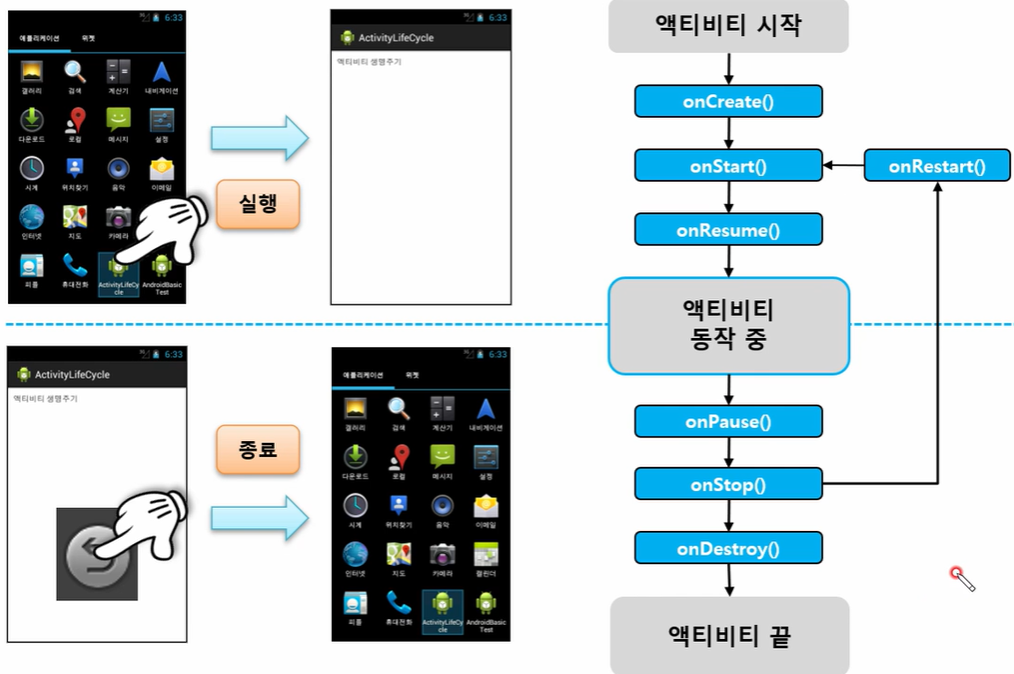 6:33
애플리케이션 위젯
갤러리 검색 계산기 내비게이션
다운로드 로컬 메시지 설정
시계 위치찾기 음악 이메일
인터넷 지도 카메라
피플 휴대전화 ActivityLifeCy AndroidBasic
cle Test
실행
6:33
ActivityLifeCycle
액티비티 생명주기
6:33
ActivityLifeCycle
액티비티 생명주기
종료
6:33
애플리케이션 위젯
갤러리 검색 계산기 내비게이션
다운로드 로컬 메시지 설정
시계 위치찾기 음악 이메일
인터넷 지도 카메라 캘린더
피플 휴대전화 ActivityLifeCy AndroidBasic
cle Test
액티비티 시작
onCreate()
onStart() onRestart()
onResume()
액티비티
동작 중
onPause()
onStop()
onDestroy()
액티비티 끝